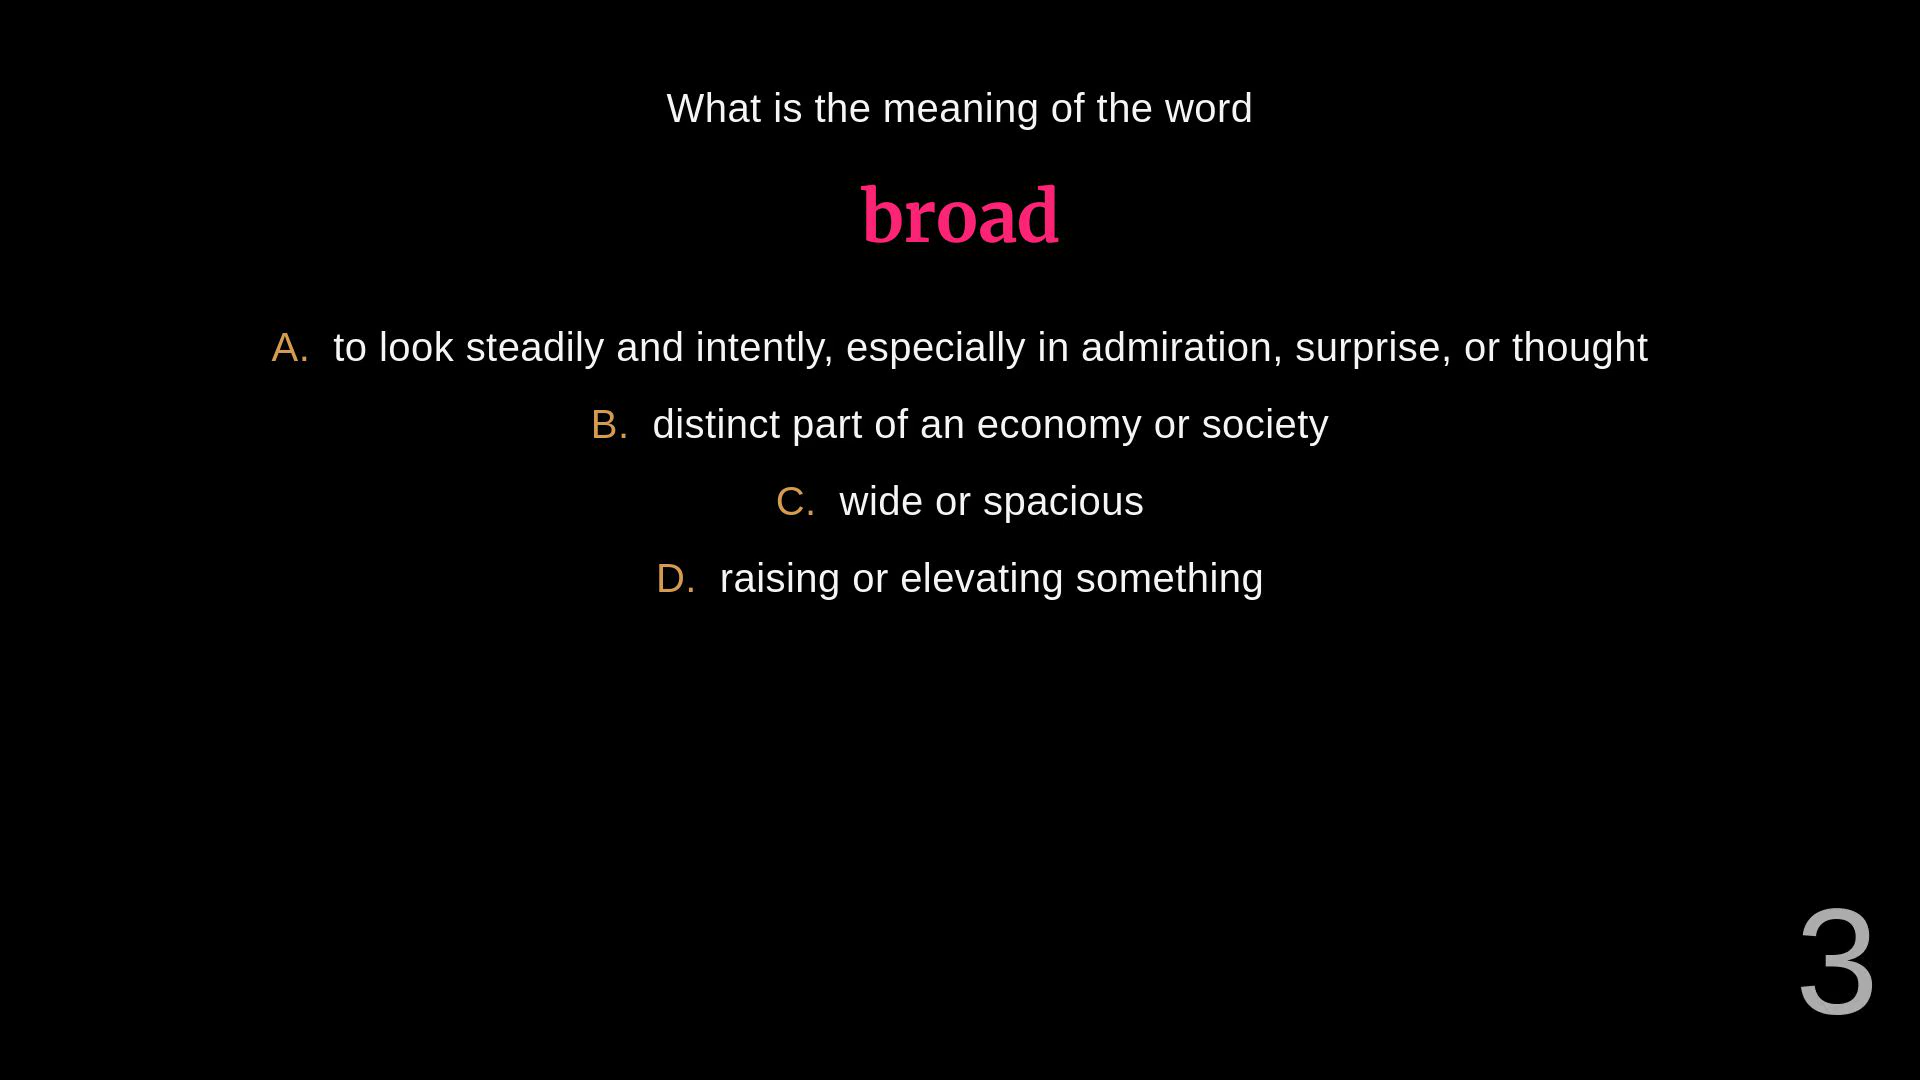 What is the meaning of the word
broad
A. to look steadily and intently, especially in admiration, surprise, or thought
B. distinct part of an economy or society
C. wide or spacious
D. raising or elevating something
3